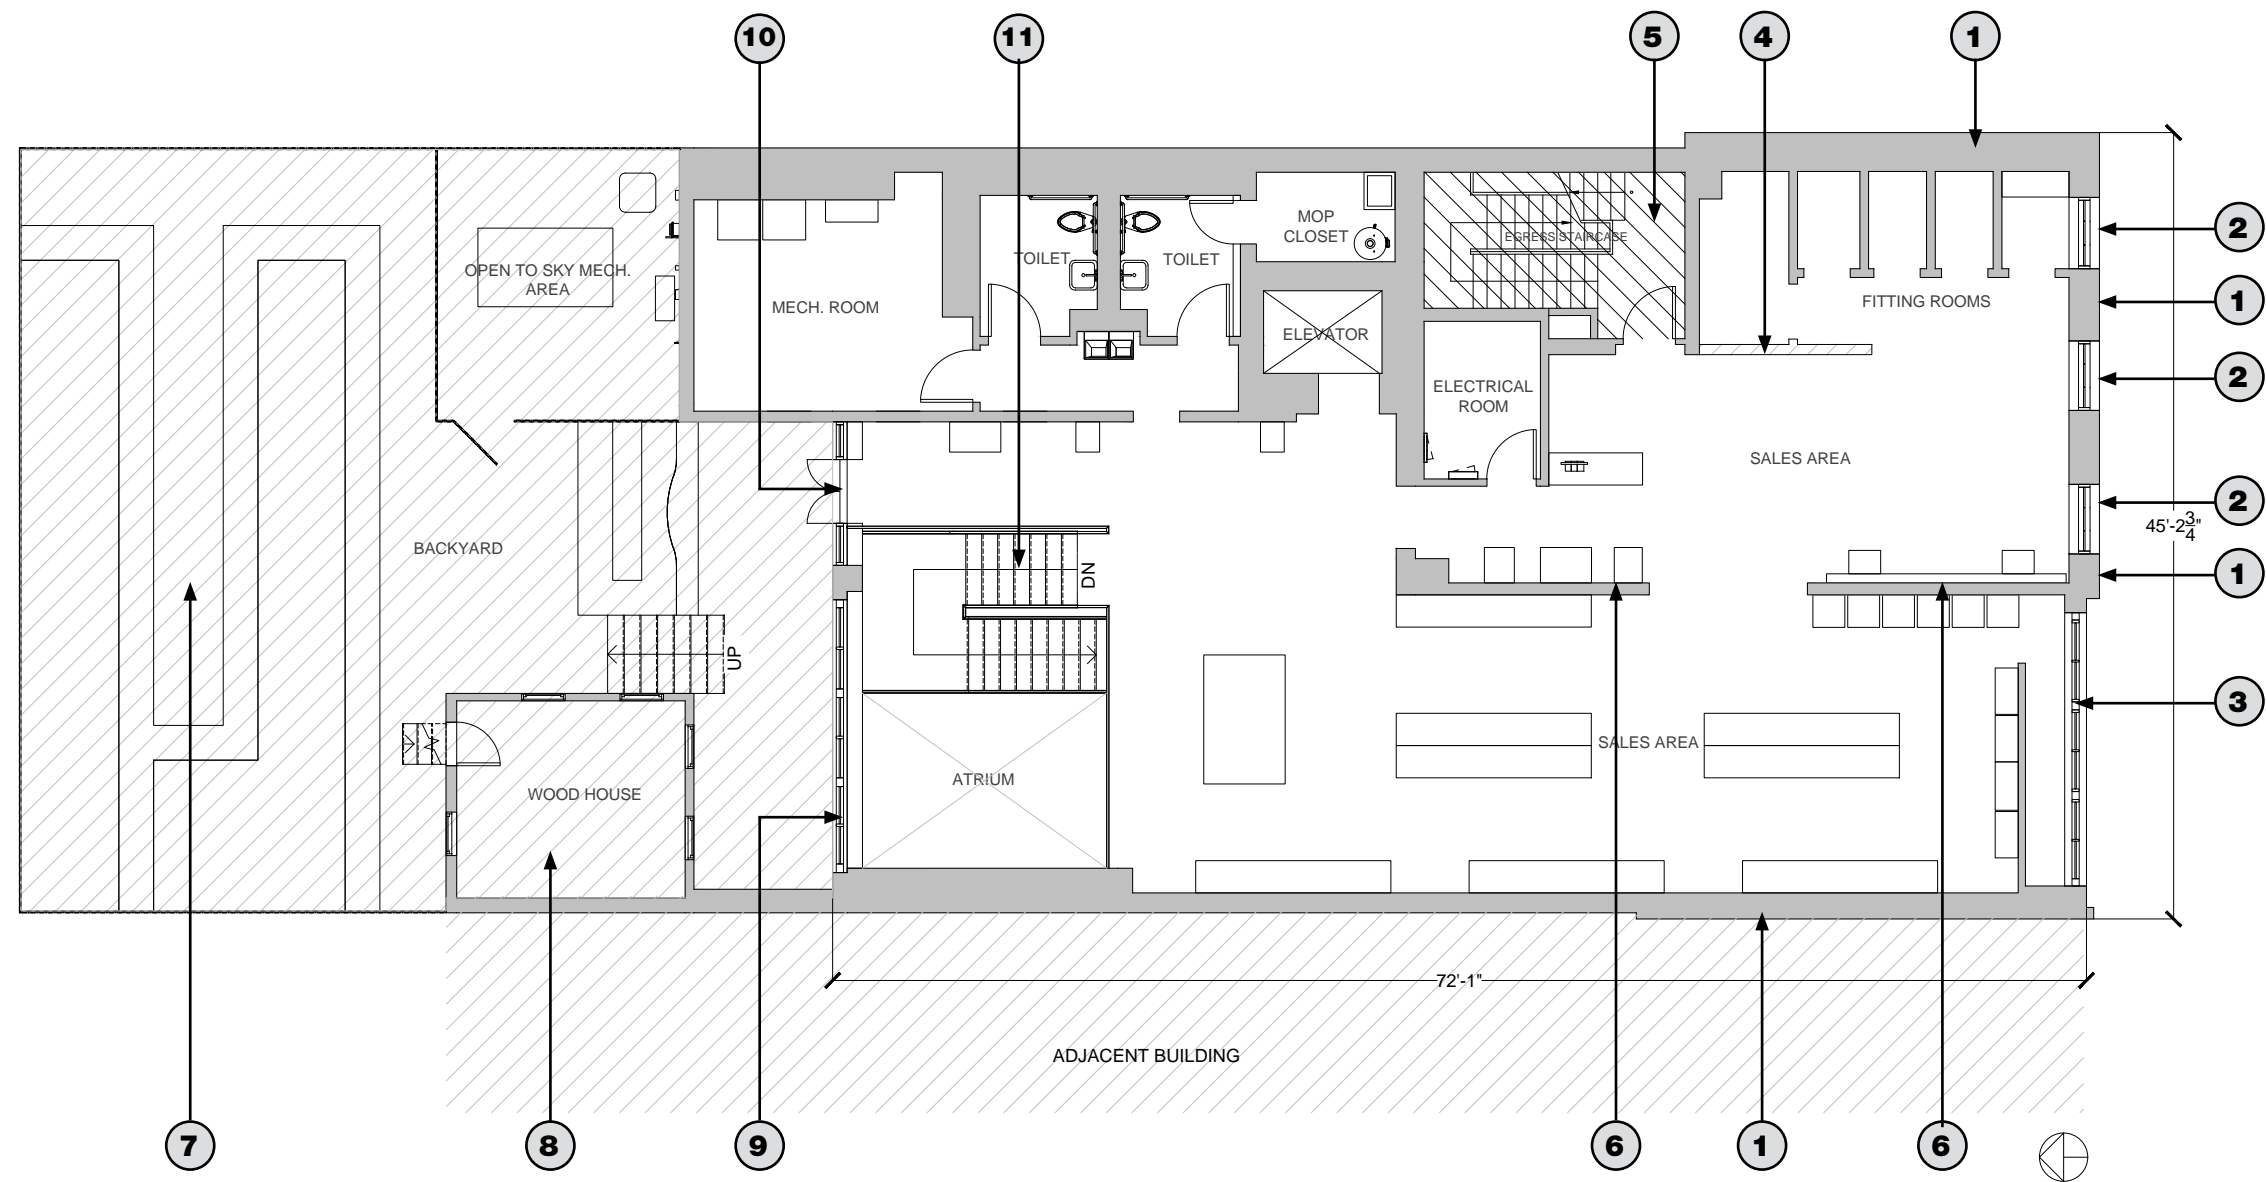 10
11
5
4
1
2
MOP
CLOSET
EGRESS STAIRCASE
TOILET
TOILET
OPEN TO SKY MECH.
AREA
MECH. ROOM
FITTING ROOMS
1
ELEVATOR
2
ELECTRICAL
ROOM
SALES AREA
2
45'-2 3/4"
BACKYARD
DN
1
UP
3
SALES AREA
ATRIUM
WOOD HOUSE
72'-1"
ADJACENT BUILDING
7
8
9
6
1
6